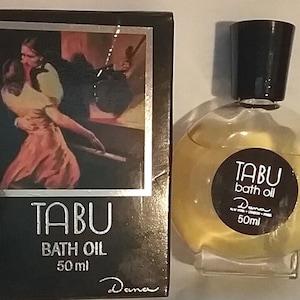 TABU
BATH OIL
50 ml
Dana
TABU
bath oil
Dana
50ml